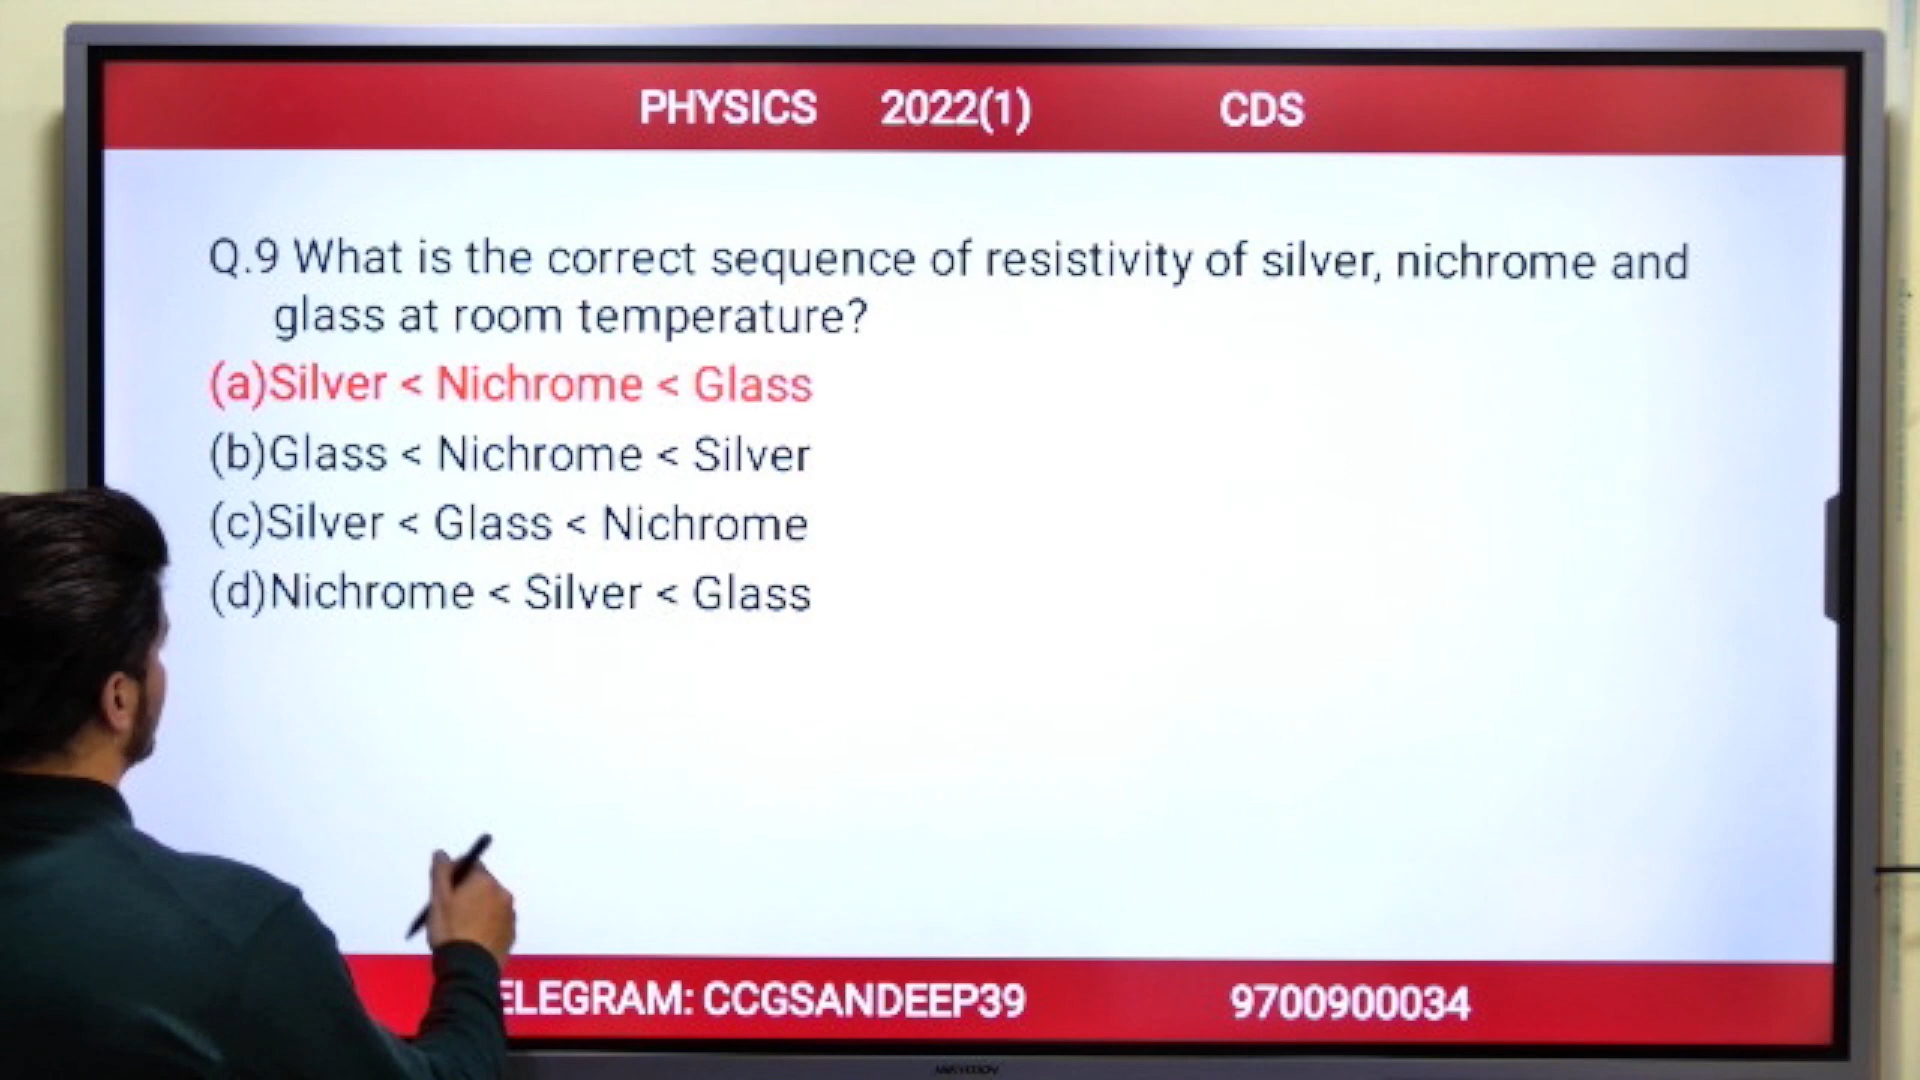 PHYSICS 2022(1) CDS
Q.9 What is the correct sequence of resistivity of silver, nichrome and
glass at room temperature?
(a)Silver < Nichrome < Glass
(b)Glass < Nichrome < Silver
(c)Silver < Glass < Nichrome
(d)Nichrome < Silver < Glass
ELEGRAM: CCGSANDEEP39 9700900034